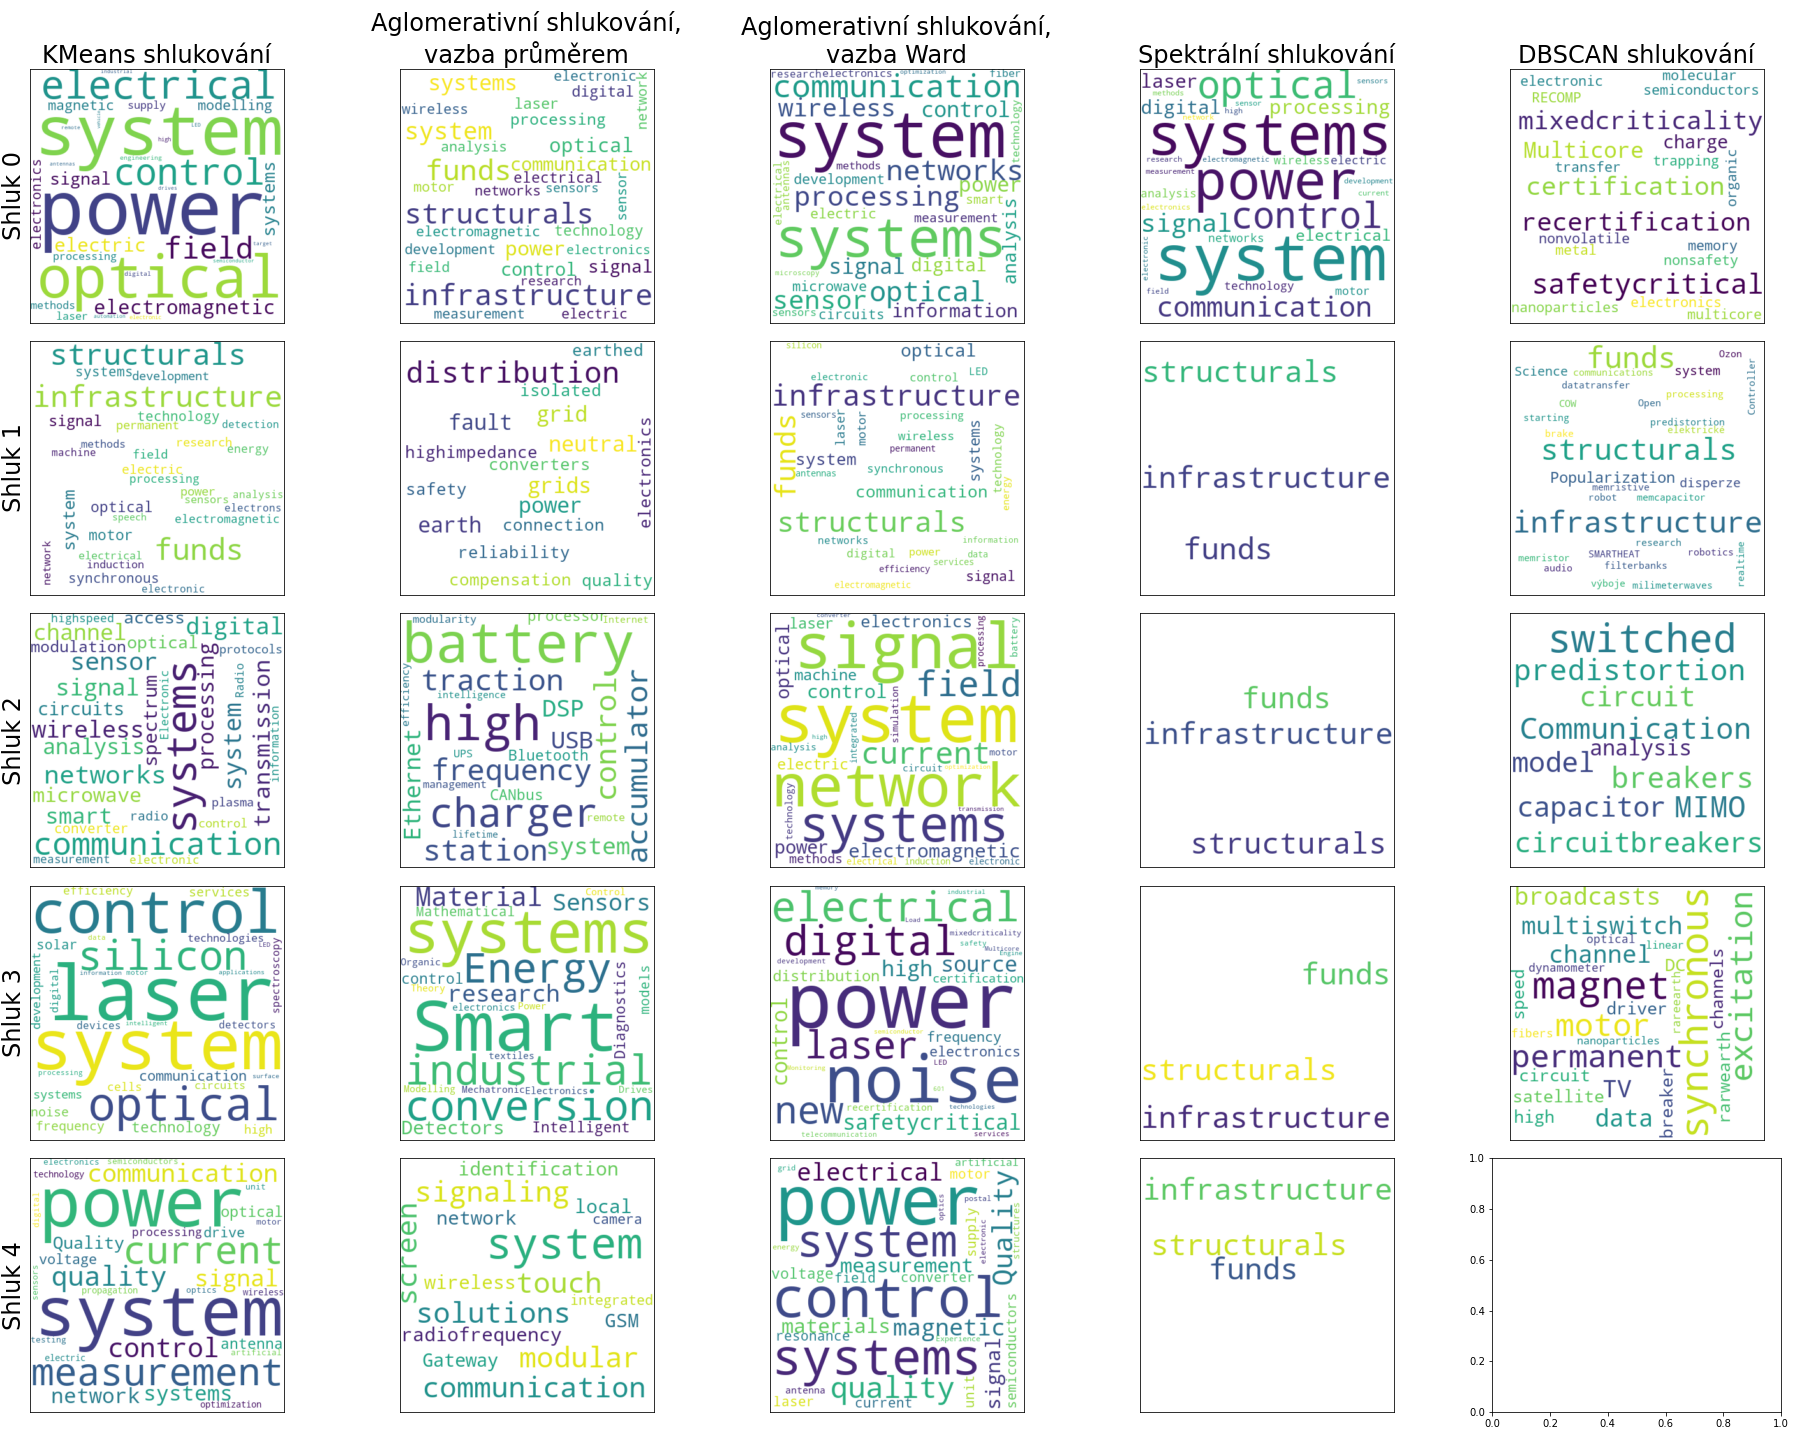 Aglomerativní shlukování,
vazba průměrem
Aglomerativní shlukování,
vazba Ward
KMeans shlukování
Spektrální shlukování
DBSCAN shlukování
Shluk 0
industrial
electrical
magnetic supply modelling
system
remote
LED
high
engineering
antennas
control
signal
drives
electronics
systems
power
electric field
target
processing
semiconductor
digital
optical
methods electromagnetic
laser
automation
systems electronic
digital
network
wireless laser
processing
system
analysis optical
funds communication
electrical
motor networks sensors
sensor
structurals
electromagnetic technology
development power electronics
field control signal
research
infrastructure
measurement electric
research electronics optimization fiber
communication
wireless control
technology
system
methods networks
development
electrical
antennas
processing power
smart
electric measurement
analysis
systems
signal digital
microscopy
microwave
sensor optical
sensors circuits information
laser optical sensors
methods
digital sensor high processing
network
systems
research electromagnetic wireless electric
measurement
power development
analysis current
electronics
signal control
networks electrical
electronic
system
field technology motor
communication
electronic molecular
RECOMP semiconductors
mixedcriticality
Multicore charge
transfer trapping
organic
certification
recertification
nonvolatile memory
metal nonsafety
safetycritical
nanoparticles electronics
multicore
Shluk 1
structurals
systems development
infrastructure
signal technology
permanent detection
methods research energy
machine field
electric
processing
power analysis
system
optical sensors electrons
speech electromagnetic
motor
network
electrical funds
induction
synchronous
electronic
earthed
distribution
isolated
fault grid
highimpedance neutral
electronics
converters
safety grids
power
earth connection
reliability
compensation quality
silicon
optical
electronic control LED
infrastructure
sensors
laser
motor
processing
funds
wireless
systems
technology
permanent
system
antennas synchronous
energy
communication
structurals
networks information
digital power data
services
efficiency
signal
electromagnetic
structurals
infrastructure
funds
funds Ozon
Science communications system
Controller
datatransfer
processing
COW Open
starting predistortion
elektrické
brake
structurals
Popularization disperze
memristive
robot memcapacitor
infrastructure
research
memristor SMARTHEAT robotics
realtime
audio filterbanks
výboje milimeterwaves
Shluk 2
highspeed access
channel digital
modulation optical protocols
sensor
systems
processing
signal
spectrum
Electronic
Radio
transmission
circuits
wireless
analysis
system
information
networks
microwave plasma
smart radio
converter control
communication
measurement electronic
modularity processor Internet
battery
efficiency
traction
intelligence
control
accumulator
high DSP
USB
UPS Bluetooth
Ethernet
frequency
management CANbus
charger remote
lifetime
station system
converter
laser electronics
optical
signal
processing
battery
machine
control field
integrated
simulation
system
analysis high current motor
electric circuit optimization
network
technology
transmission
systems
power electromagnetic
methods electrical induction electronic
funds
infrastructure
structurals
switched
predistortion
circuit
Communication
analysis
model breakers
capacitor MIMO
circuitbreakers
Shluk 3
efficiency services
control
data technologies LED
solar
silicon
spectroscopy
development
digital
information motor applications
laser
devices intelligent detectors
system
processing communication surface
cells circuits
systems
noise optical
frequency technology high
Material Control
Mathematical Sensors
systems
Organic
control Energy
Theory research
Diagnostics
models
electronics Power
Smart
textiles
industrial
Modelling Mechatronic Electronics Drives
conversion
Detectors Intelligent
memory industrial
electrical
Load
digital mixedcriticality
safety
Multicore
development high source Engine
distribution certification
control
power
semiconductor
laser frequency
electronics
LED
Monitoring
noise
ADT
new recertification technologies
safetycritical
telecommunication services
funds
structurals
infrastructure
broadcasts
multiswitch
synchronous
excitation
optical linear
channel
dynamometer DC
speed
magnet
rareearth
channels
driver
fibers motor
nanoparticles
permanent
circuit
rarwearth
satellite TV
breaker
high data
Shluk 4
electronics semiconductors
technology communication
digital
power unit
optical
motor
processing drive
Quality current
voltage
quality signal
sensors
propagation optics wireless
system
testing control antenna
electric artificial
measurement
network systems
optimization
identification
signaling
network local
camera
screen
system
wireless touch
integrated
solutions
GSM
radiofrequency
Gateway modular
communication
grid electrical artificial
motor
power
Quality
optics
postal
supply
electronic
structures
system
energy measurement
voltage field converter
control
materials magnetic
resonance Experience
semiconductors
signal
systems
antenna quality
unit
laser current
infrastructure
structurals
funds
1.0
0.8
0.6
0.4
0.2
0.0
0.0 0.2 0.4 0.6 0.8 1.0